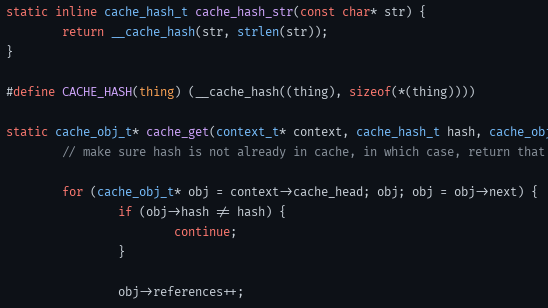 static inline cache_hash_t cache_hash_str(const char* str) {
return __cache_hash(str, strlen(str));
}
#define CACHE_HASH(thing) (__cache_hash((thing), sizeof(*(thing))))
static cache_obj_t* cache_get(context_t* context, cache_hash_t hash, cache_obj
// make sure hash is not already in cache, in which case, return that
for (cache_obj_t* obj = context->cache_head; obj; obj = obj->next) {
if (obj->hash != hash) {
continue;
}
obj->references++;